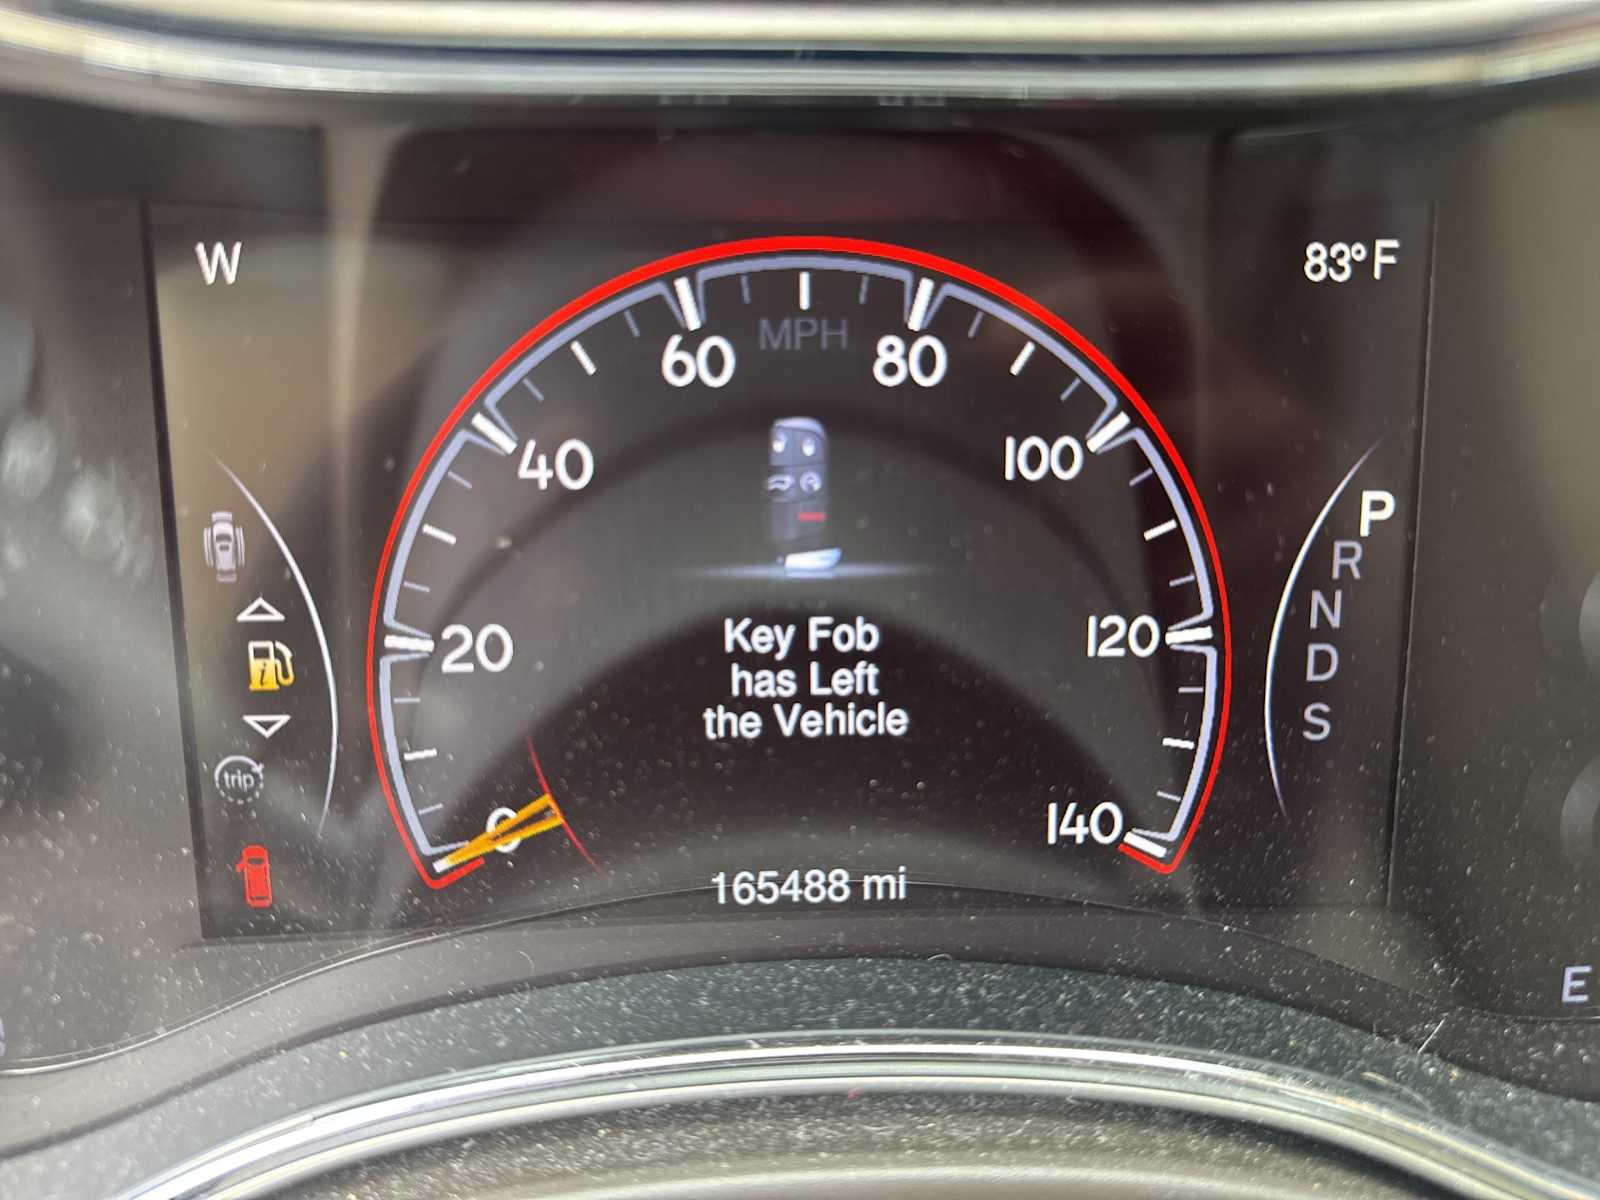 W
83°F
MPH
60
80
40
100
20
120
0
140
Key Fob
has Left
the Vehicle
165488 mi
trip
i
P
R
N
D
S
E